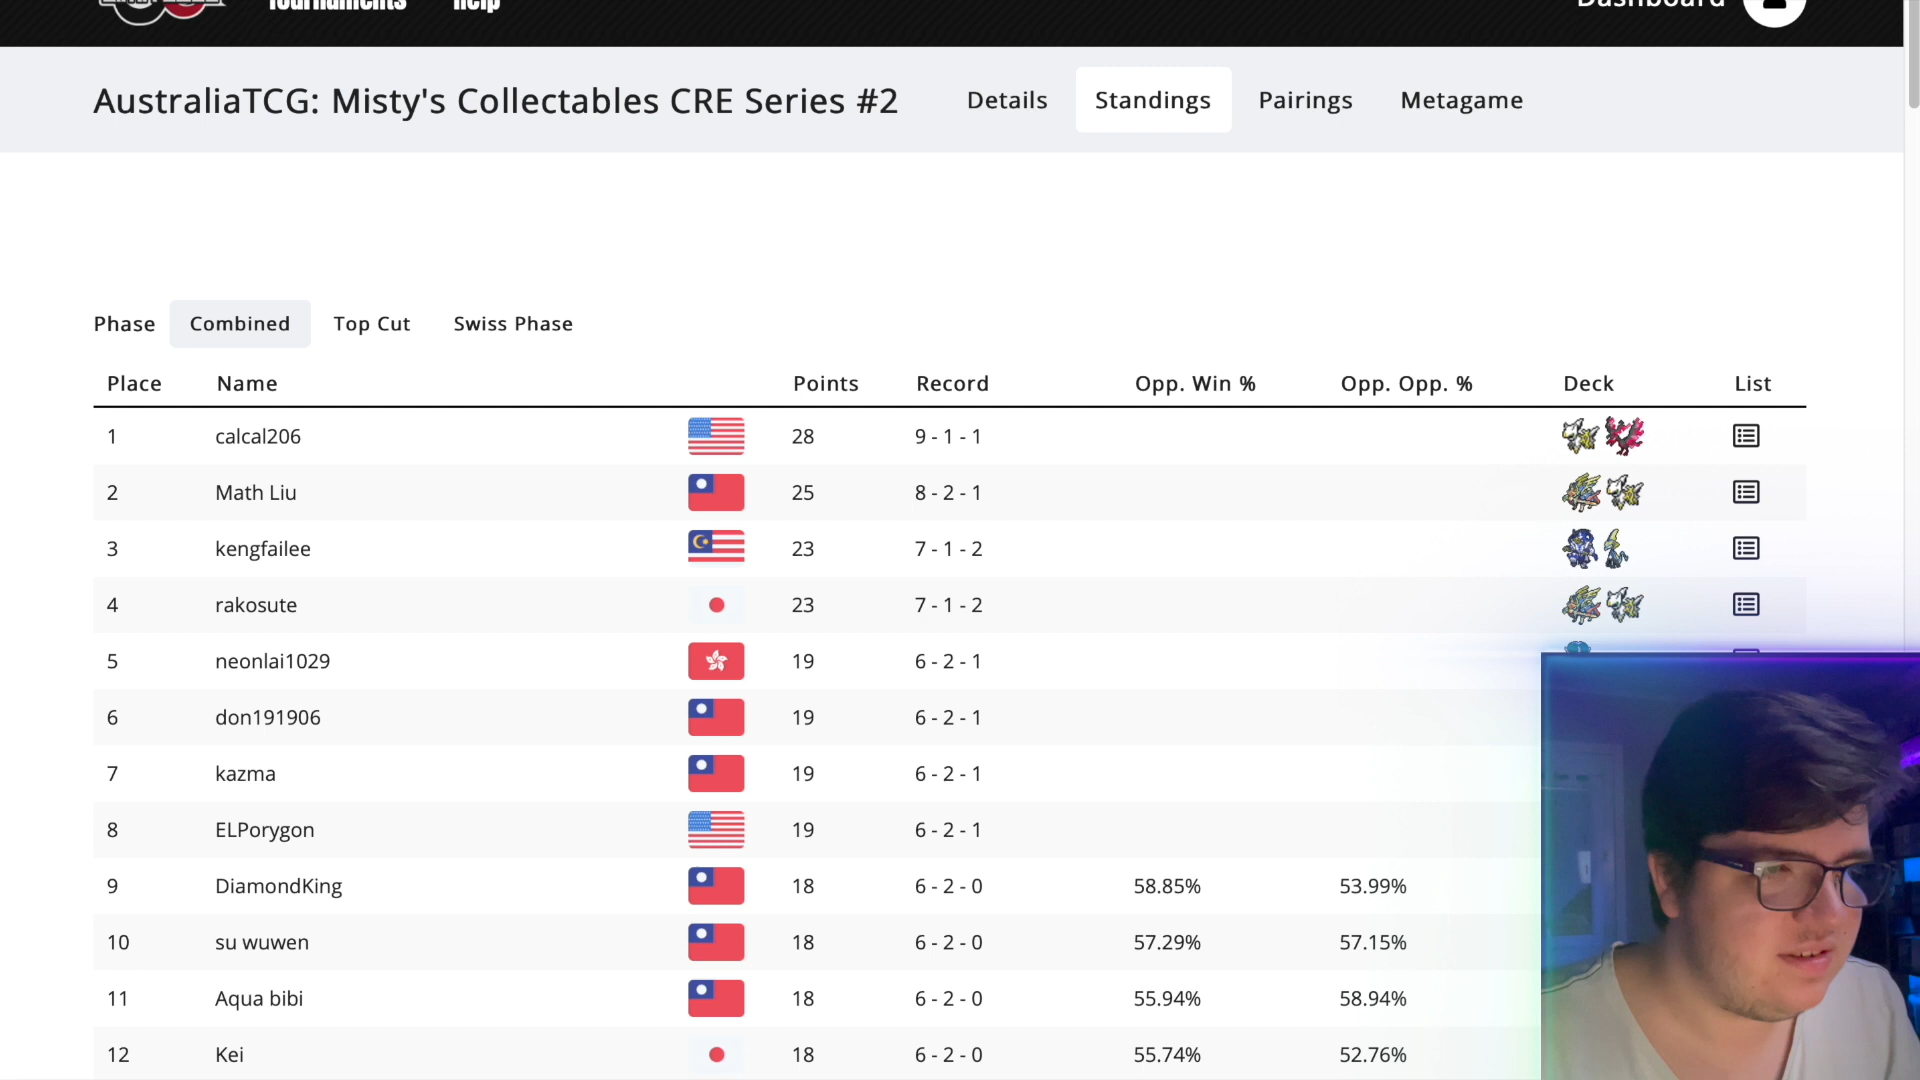 Tournaments Help Dashboard
AustraliaTCG: Misty's Collectables CRE Series #2 Details Standings Pairings Metagame
Phase Combined Top Cut Swiss Phase
Place Name Points Record Opp. Win % Opp. Opp. % Deck List
1 calcal206 28 9 - 1 - 1
2 Math Liu 25 8 - 2 - 1
3 kengfailee 23 7 - 1 - 2
4 rakosute 23 7 - 1 - 2
5 neonlai1029 19 6 - 2 - 1
6 don191906 19 6 - 2 - 1
7 kazma 19 6 - 2 - 1
8 ELPorygon 19 6 - 2 - 1
9 DiamondKing 18 6 - 2 - 0 58.85% 53.99%
10 su wuwen 18 6 - 2 - 0 57.29% 57.15%
11 Aqua bibi 18 6 - 2 - 0 55.94% 58.94%
12 Kei 18 6 - 2 - 0 55.74% 52.76%